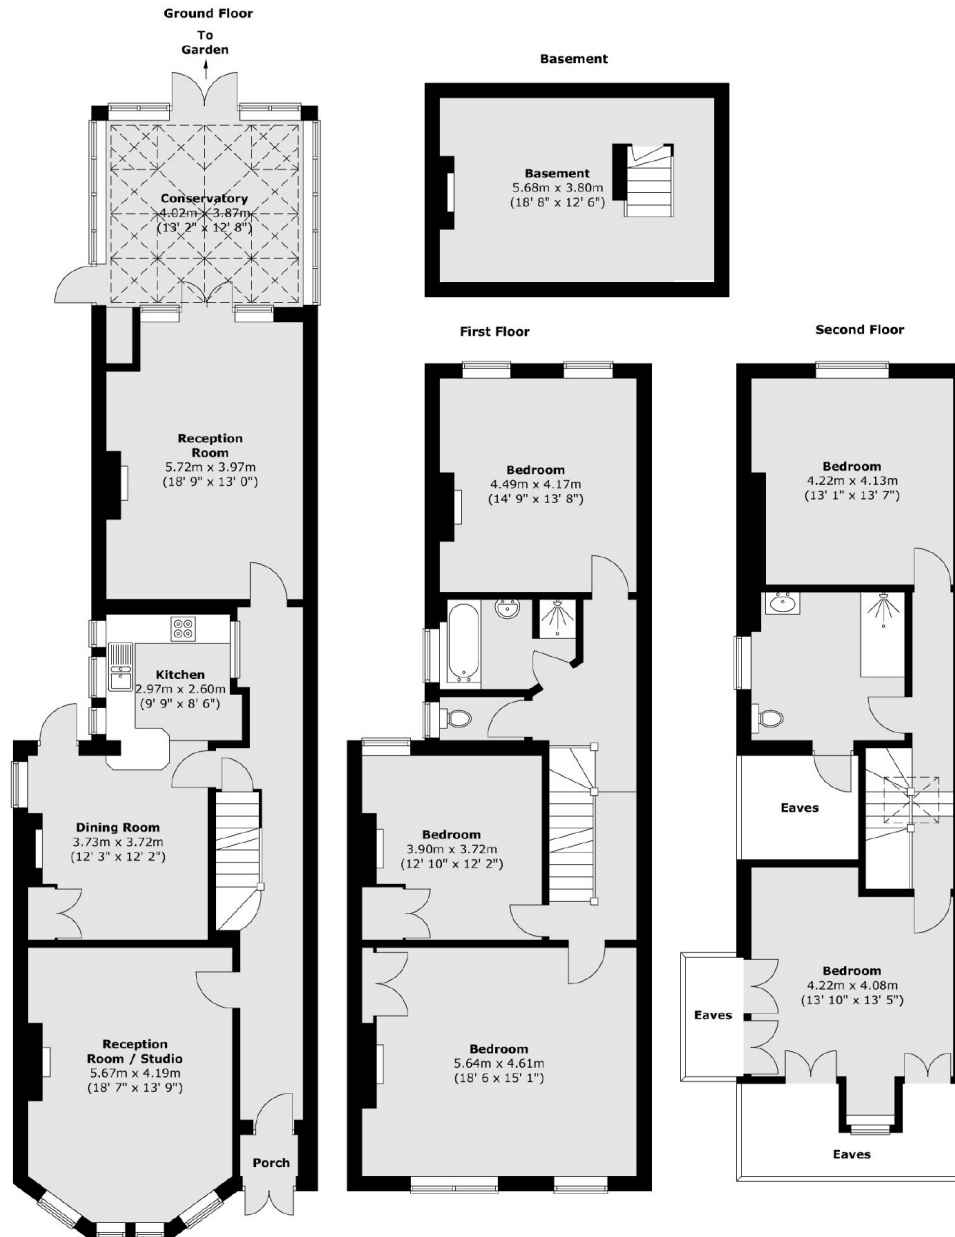 Ground Floor
To
Garden
Conservatory
4.02m x 3.87m
(13' 2" x 12' 8")
Reception
Room
5.72m x 3.97m
(18' 9" x 13' 0")
Kitchen
2.97m x 2.60m
(9' 9" x 8' 6")
Dining Room
3.73m x 3.72m
(12' 3" x 12' 2")
Reception
Room / Studio
5.67m x 4.19m
(18' 7" x 13' 9")
Porch
Basement
Basement
5.68m x 3.80m
(18' 8" x 12' 6")
First Floor
Bedroom
4.49m x 4.17m
(14' 9" x 13' 8")
Bedroom
3.90m x 3.72m
(12' 10" x 12' 2")
Bedroom
5.64m x 4.61m
(18' 6 x 15' 1")
Second Floor
Bedroom
4.22m x 4.13m
(13' 1" x 13' 7")
Eaves
Bedroom
4.22m x 4.08m
(13' 10" x 13' 5")
Eaves
Eaves